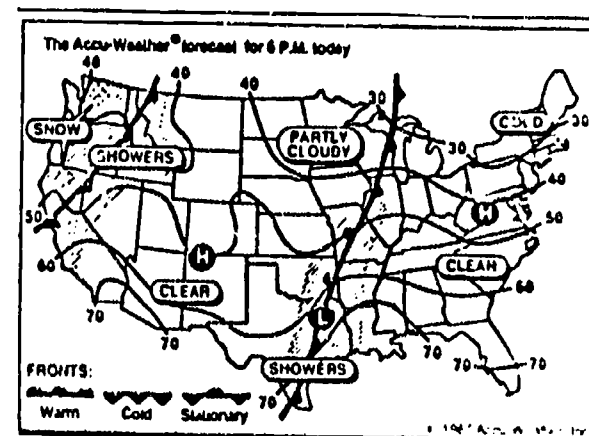 The Accu-Weather® forecast for 6 P.M. today
40 40 40 30 30 30
SNOW
SHOWERS
PARTLY
CLOUDY
COLD
40
H
50 50
60
H
CLEAR
CLEAR
60
70 70
L
SHOWERS
70 70 70 70
FRONTS:
Warm Cold Stationary